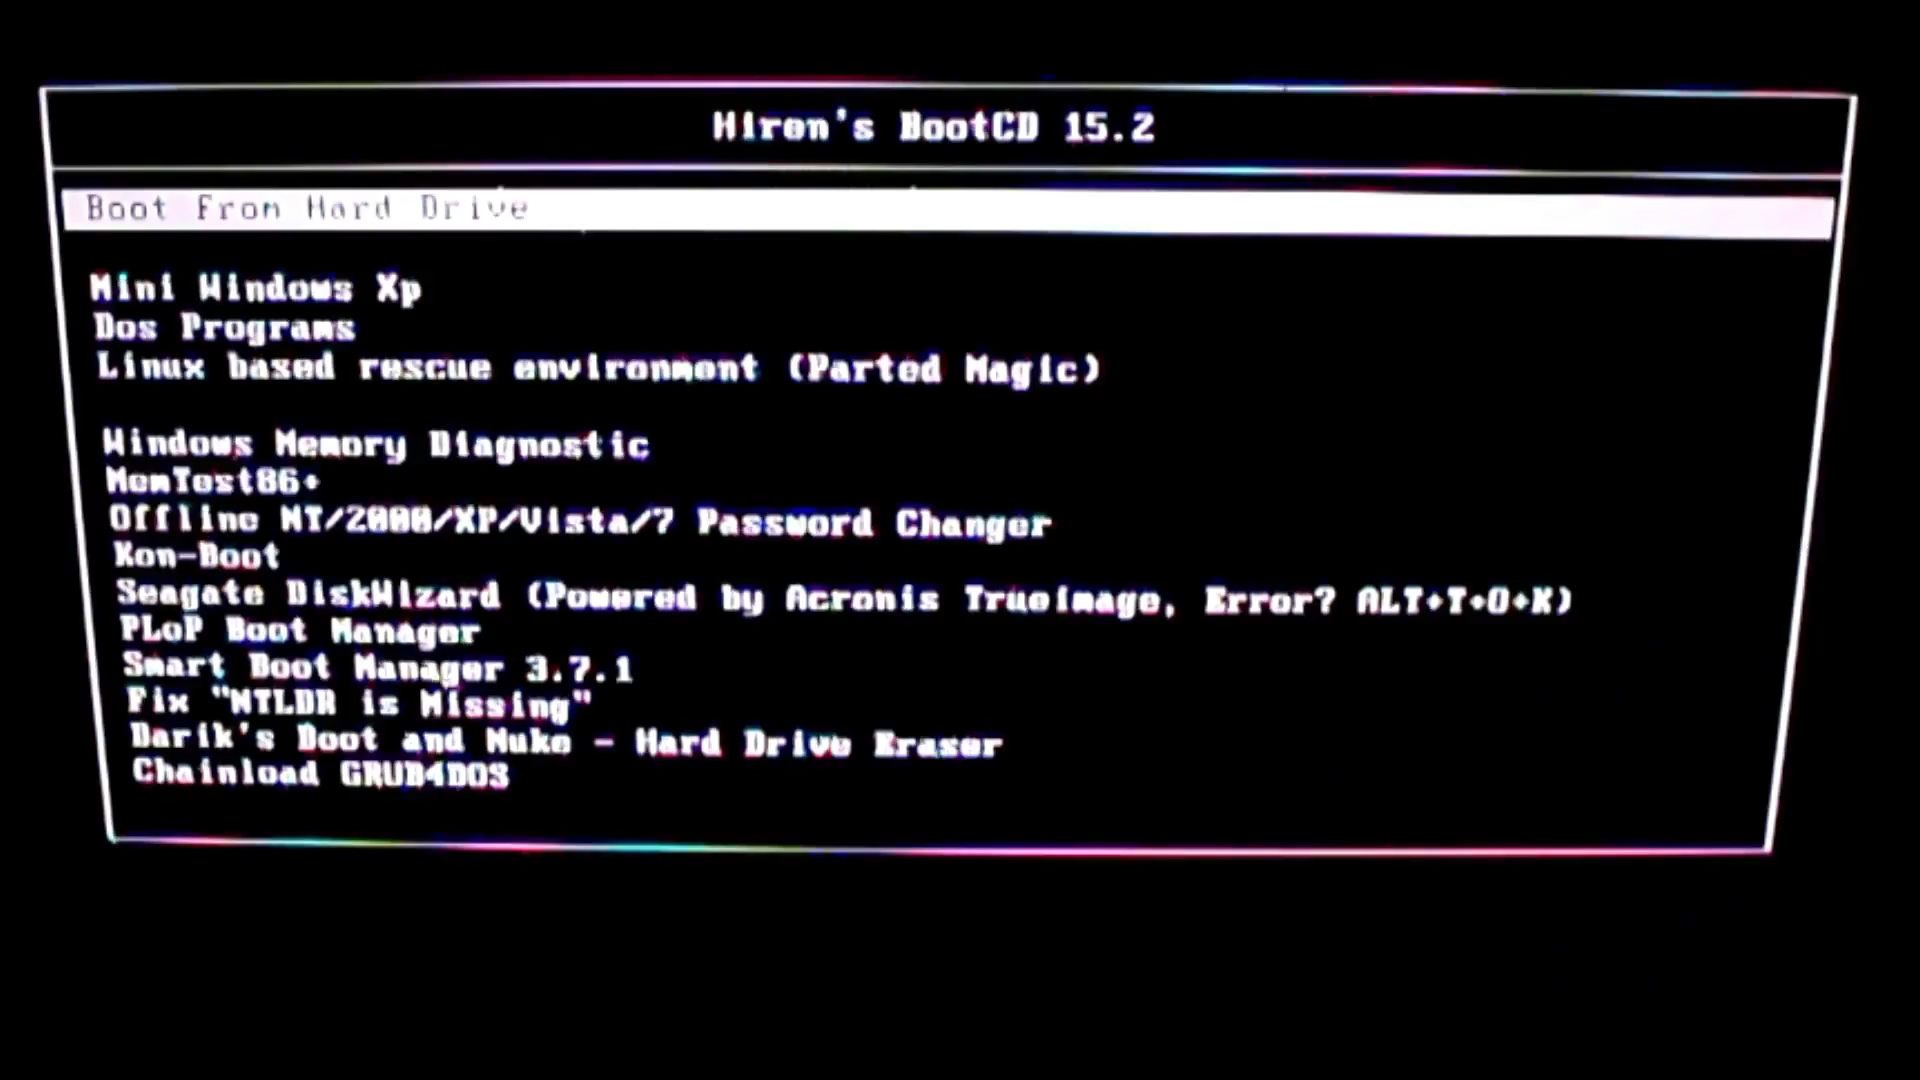 Hiren's BootCD 15.2
Boot From Hard Drive
Mini Windows Xp
Dos Programs
Linux based rescue environment (Parted Magic)
Windows Memory Diagnostic
MemTest86+
Offline NT/2000/XP/Vista/7 Password Changer
Kon-Boot
Seagate DiskWizard (Powered by Acronis TrueImage, Error? ALT+T+O+K)
PLoP Boot Manager
Smart Boot Manager 3.7.1
Fix "NTLDR is Missing"
Darik's Boot and Nuke - Hard Drive Eraser
Chainload GRUB4DOS